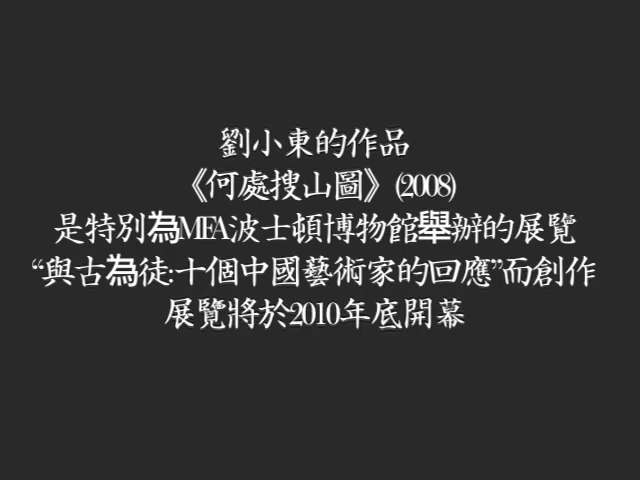 劉小東的作品
《何處搜山圖》(2008)
是特別為MFA波士頓博物館舉辦的展覽
“與古為徒:十個中國藝術家的回應”而創作
展覽將於2010年底開幕